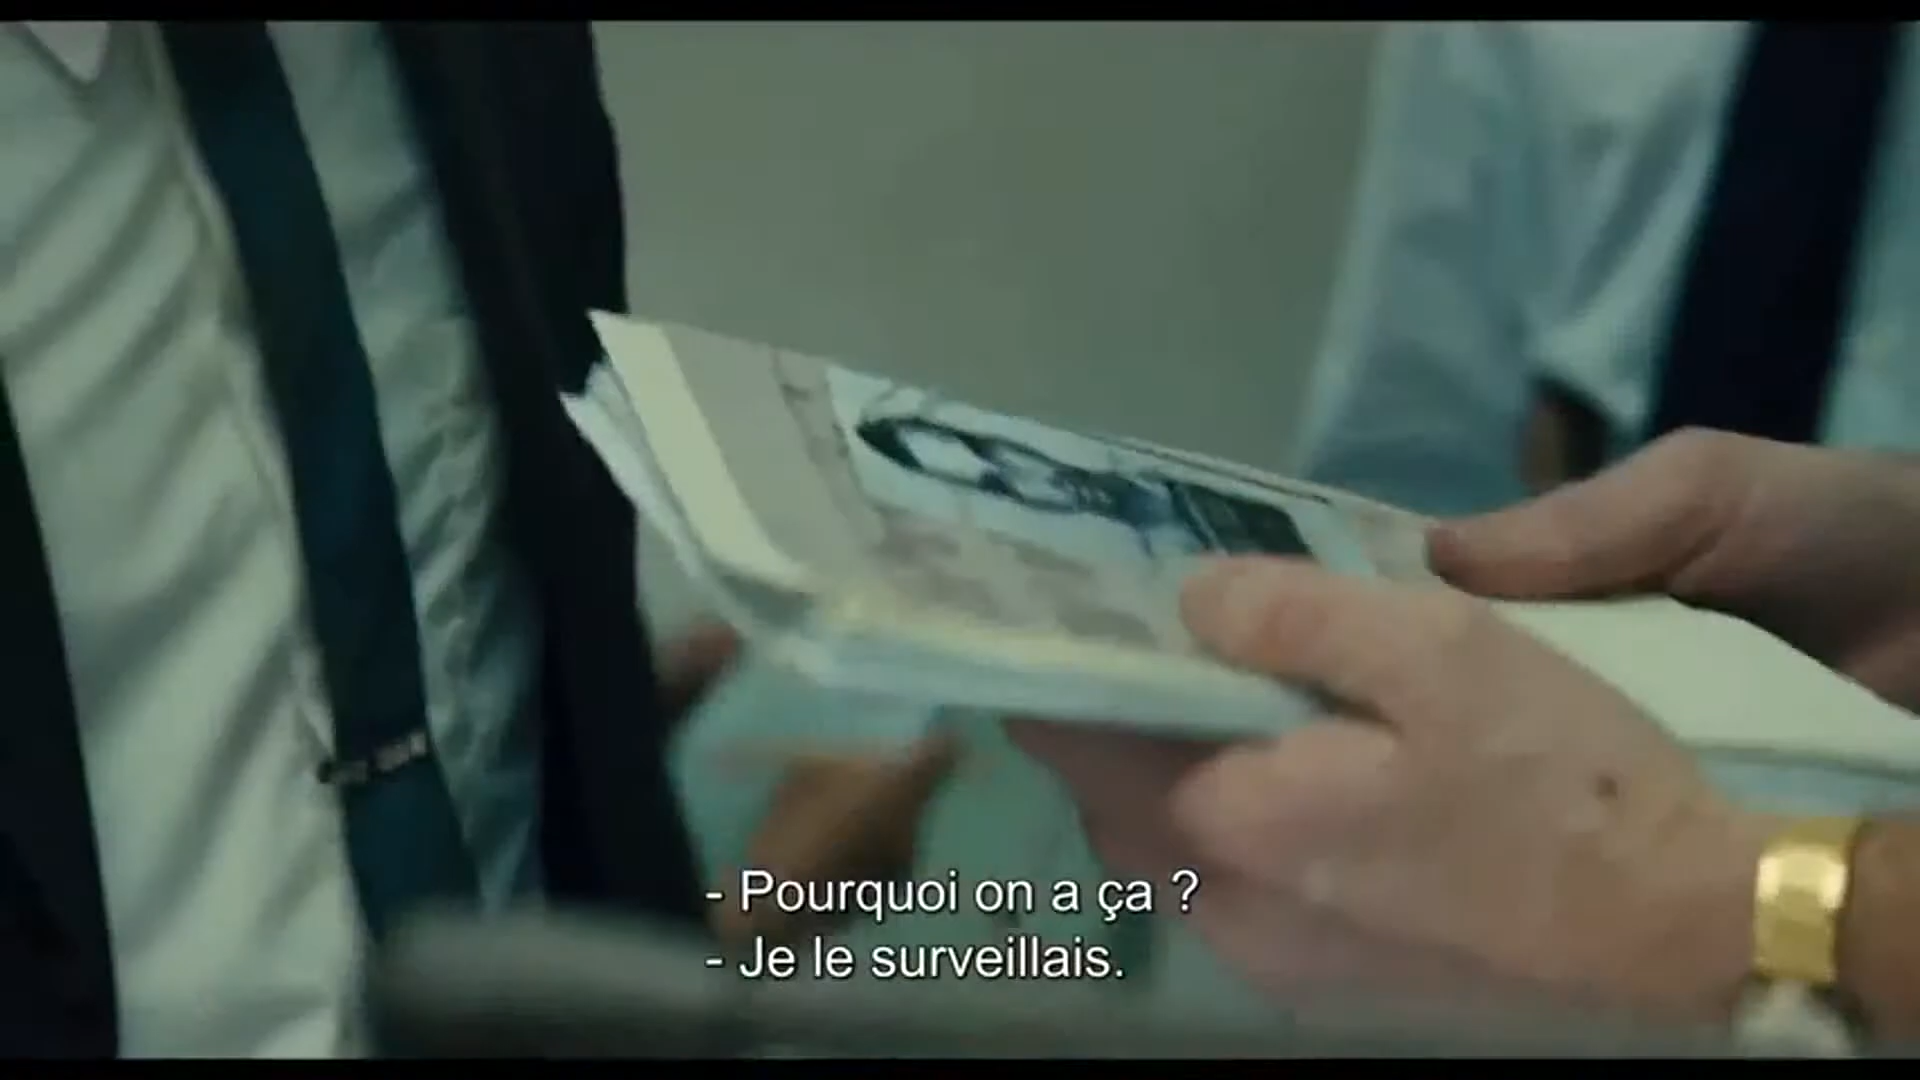 - Pourquoi on a ça ?
- Je le surveillais.